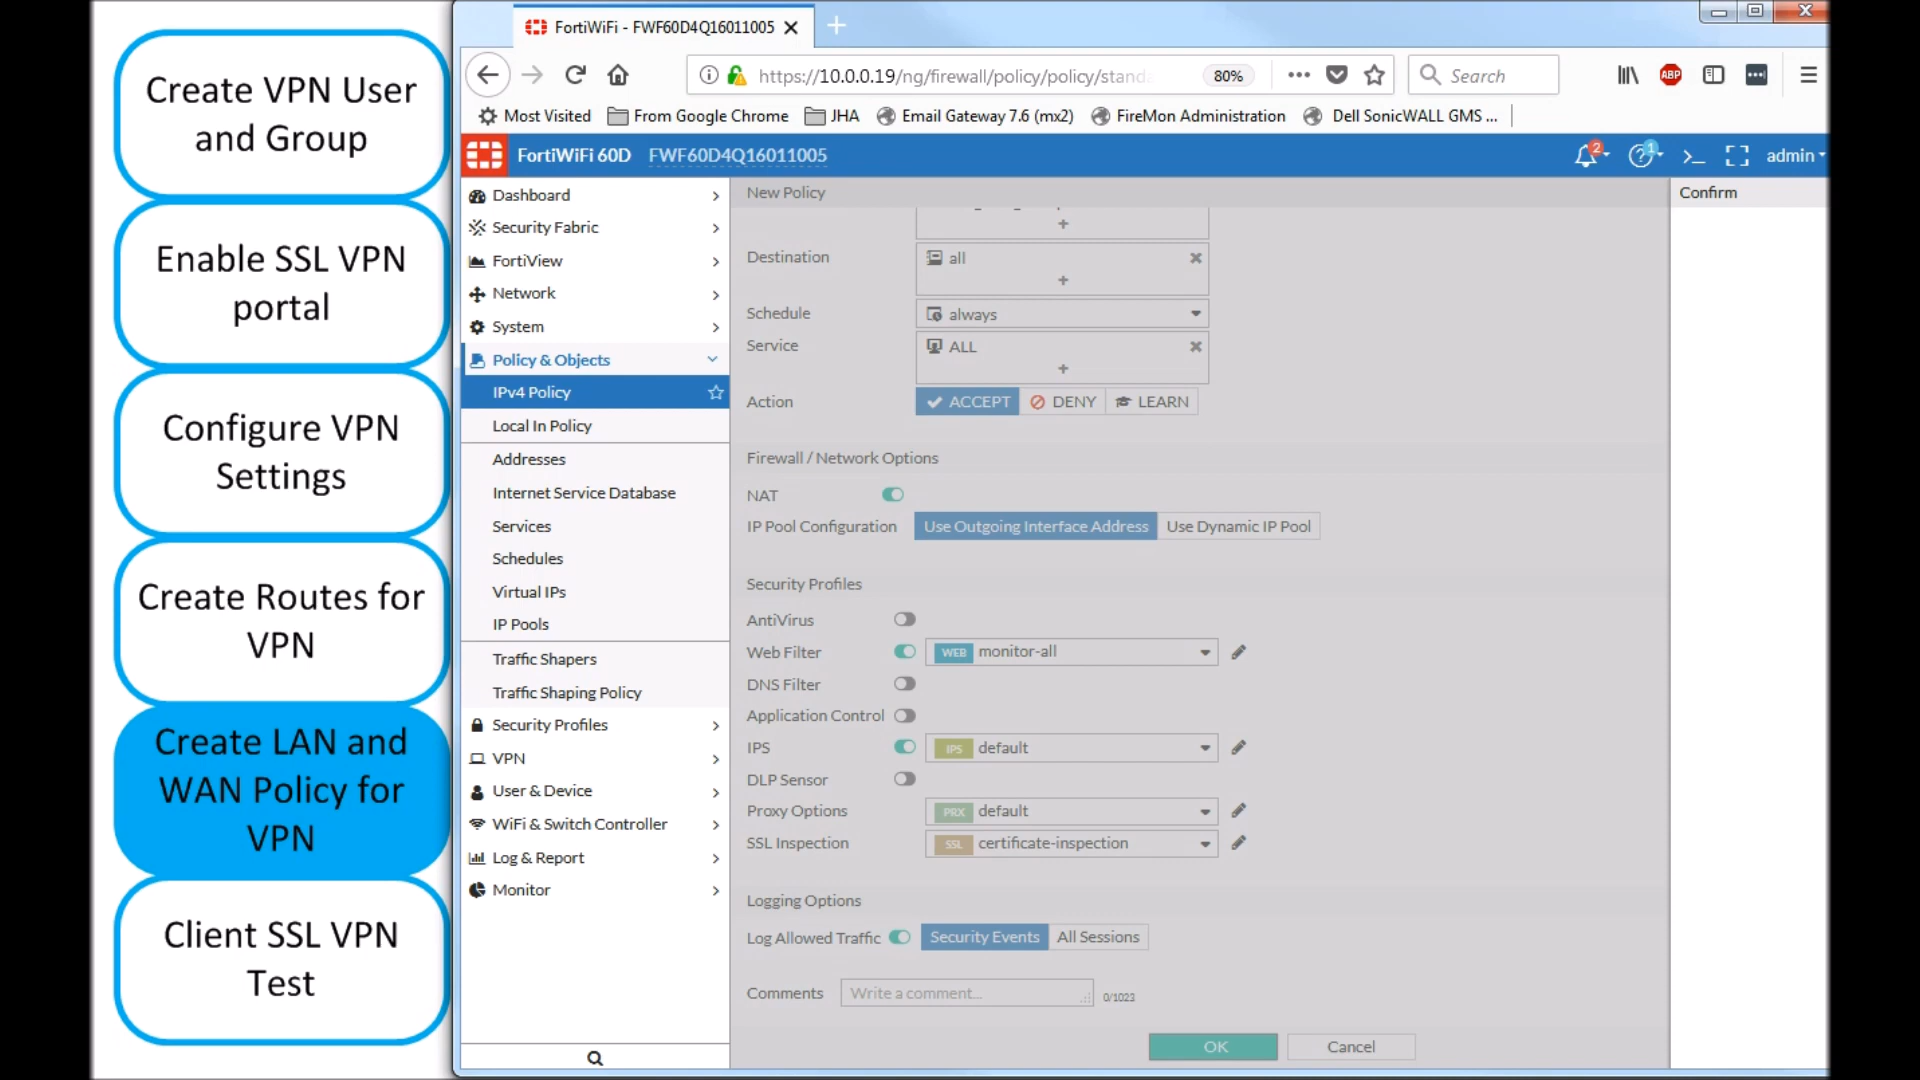 Create VPN User
and Group
Enable SSL VPN
portal
Configure VPN
Settings
Create Routes for
VPN
Create LAN and
WAN Policy for
VPN
Client SSL VPN
Test
FortiWiFi - FWF60D4Q16011005
https://10.0.0.19/ng/firewall/policy/policy/standa
80%
Search
ABP
Most Visited
From Google Chrome
JHA
Email Gateway 7.6 (mx2)
FireMon Administration
Dell SonicWALL GMS ...
FortiWiFi 60D FWF60D4Q16011005
2
1
admin
Dashboard
Security Fabric
FortiView
Network
System
Policy & Objects
IPv4 Policy
Local In Policy
Addresses
Internet Service Database
Services
Schedules
Virtual IPs
IP Pools
Traffic Shapers
Traffic Shaping Policy
Security Profiles
VPN
User & Device
WiFi & Switch Controller
Log & Report
Monitor
New Policy
Destination all
Schedule always
Service ALL
Action ACCEPT DENY LEARN
Firewall / Network Options
NAT
IP Pool Configuration Use Outgoing Interface Address Use Dynamic IP Pool
Security Profiles
AntiVirus
Web Filter WEB monitor-all
DNS Filter
Application Control
IPS IPS default
DLP Sensor
Proxy Options PRX default
SSL Inspection SSL certificate-inspection
Logging Options
Log Allowed Traffic Security Events All Sessions
Comments Write a comment... 0/1023
OK Cancel
Confirm